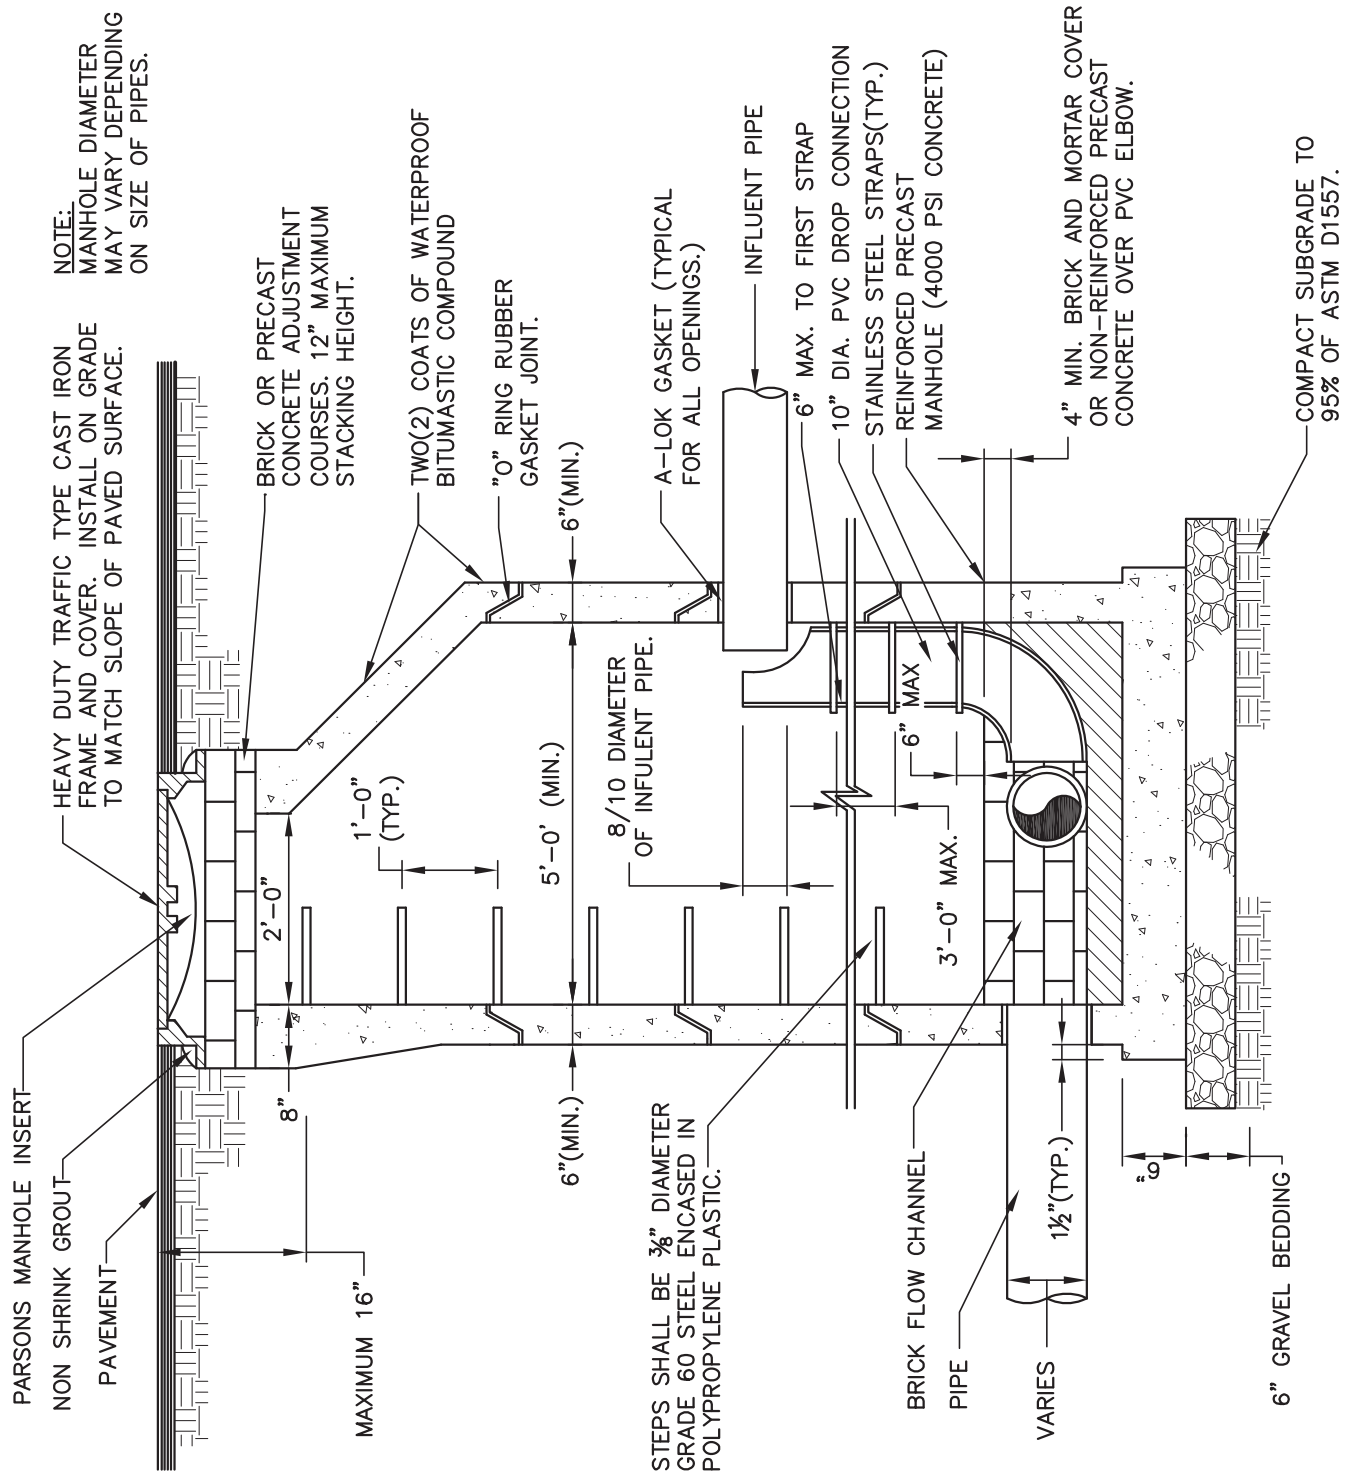 NOTE:
MANHOLE DIAMETER
MAY VARY DEPENDING
ON SIZE OF PIPES.
HEAVY DUTY TRAFFIC TYPE CAST IRON
FRAME AND COVER. INSTALL ON GRADE
TO MATCH SLOPE OF PAVED SURFACE.
PARSONS MANHOLE INSERT
NON SHRINK GROUT
PAVEMENT
MAXIMUM 16"
BRICK OR PRECAST
CONCRETE ADJUSTMENT
COURSES. 12" MAXIMUM
STACKING HEIGHT.
TWO(2) COATS OF WATERPROOF
BITUMASTIC COMPOUND
"O" RING RUBBER
GASKET JOINT.
8"
2'-0"
1'-0"
(TYP.)
6"(MIN.)
5'-0' (MIN.)
6"(MIN.)
A-LOK GASKET (TYPICAL
FOR ALL OPENINGS.)
INFLUENT PIPE
8/10 DIAMETER
OF INFULENT PIPE.
6" MAX. TO FIRST STRAP
10" DIA. PVC DROP CONNECTION
STAINLESS STEEL STRAPS(TYP.)
REINFORCED PRECAST
MANHOLE (4000 PSI CONCRETE)
6" MAX
3'-0" MAX.
STEPS SHALL BE ⅜" DIAMETER
GRADE 60 STEEL ENCASED IN
POLYPROPYLENE PLASTIC.
4" MIN. BRICK AND MORTAR COVER
OR NON-REINFORCED PRECAST
CONCRETE OVER PVC ELBOW.
BRICK FLOW CHANNEL
PIPE
VARIES
1½"(TYP.)
6"
6" GRAVEL BEDDING
COMPACT SUBGRADE TO
95% OF ASTM D1557.